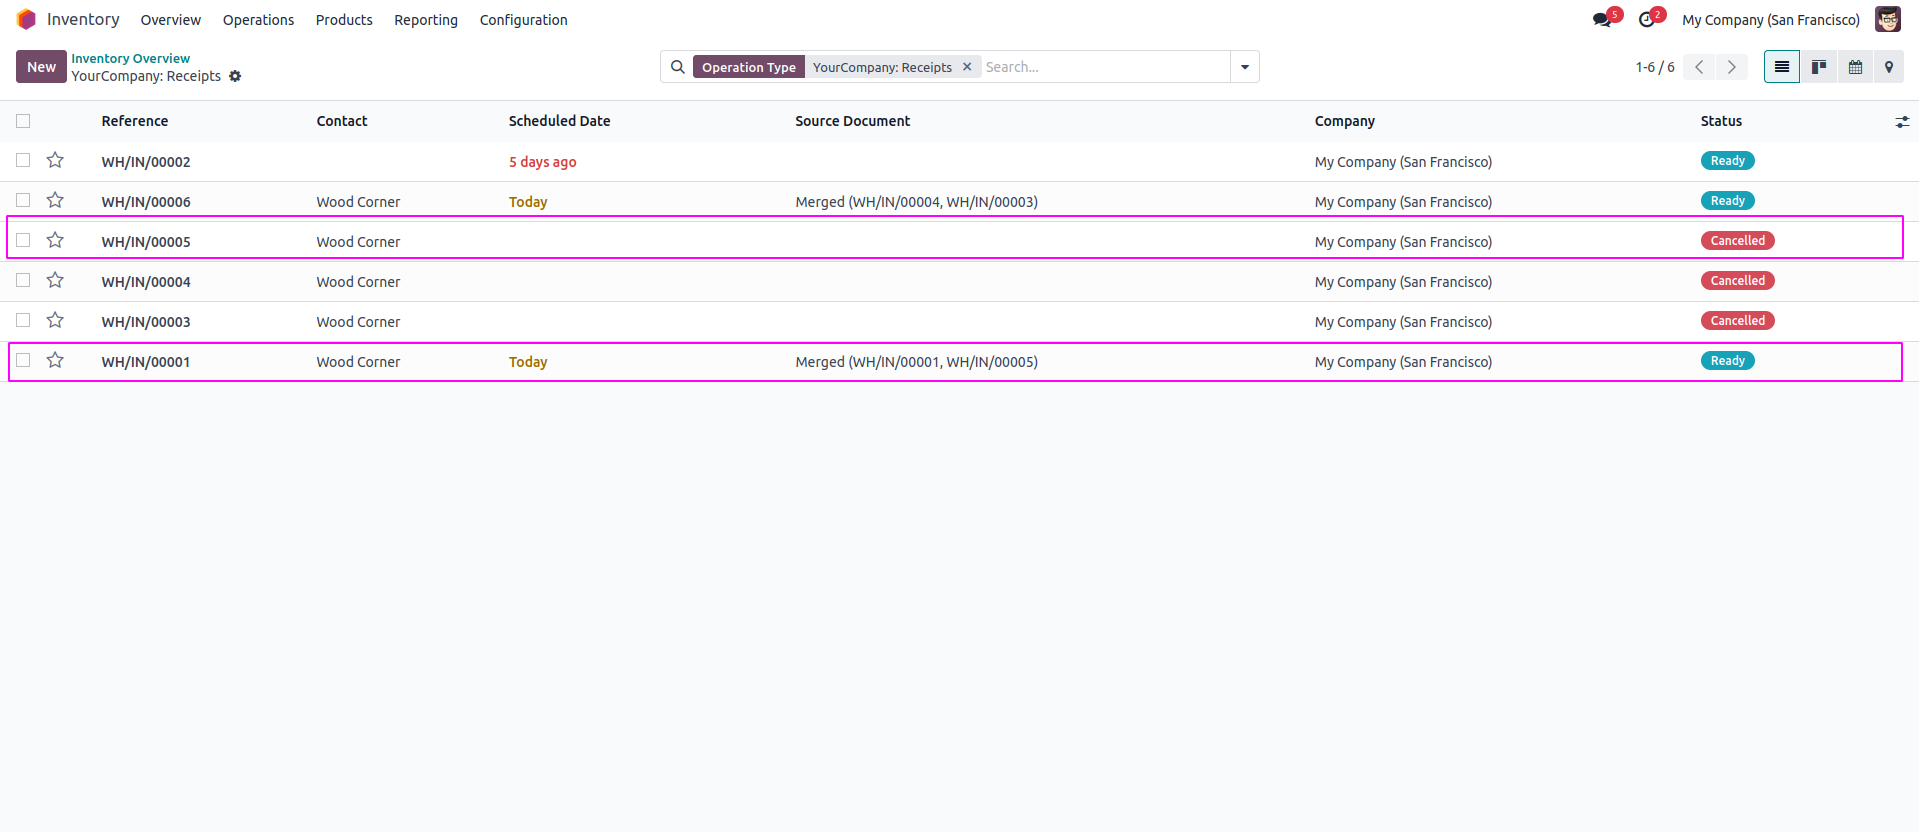 Inventory Overview Operations Products Reporting Configuration 5 2 My Company (San Francisco)
New Inventory Overview
YourCompany: Receipts
Operation Type YourCompany: Receipts × Search... 1-6 / 6
Reference Contact Scheduled Date Source Document Company Status
WH/IN/00002 5 days ago My Company (San Francisco) Ready
WH/IN/00006 Wood Corner Today Merged (WH/IN/00004, WH/IN/00003) My Company (San Francisco) Ready
WH/IN/00005 Wood Corner My Company (San Francisco) Cancelled
WH/IN/00004 Wood Corner My Company (San Francisco) Cancelled
WH/IN/00003 Wood Corner My Company (San Francisco) Cancelled
WH/IN/00001 Wood Corner Today Merged (WH/IN/00001, WH/IN/00005) My Company (San Francisco) Ready